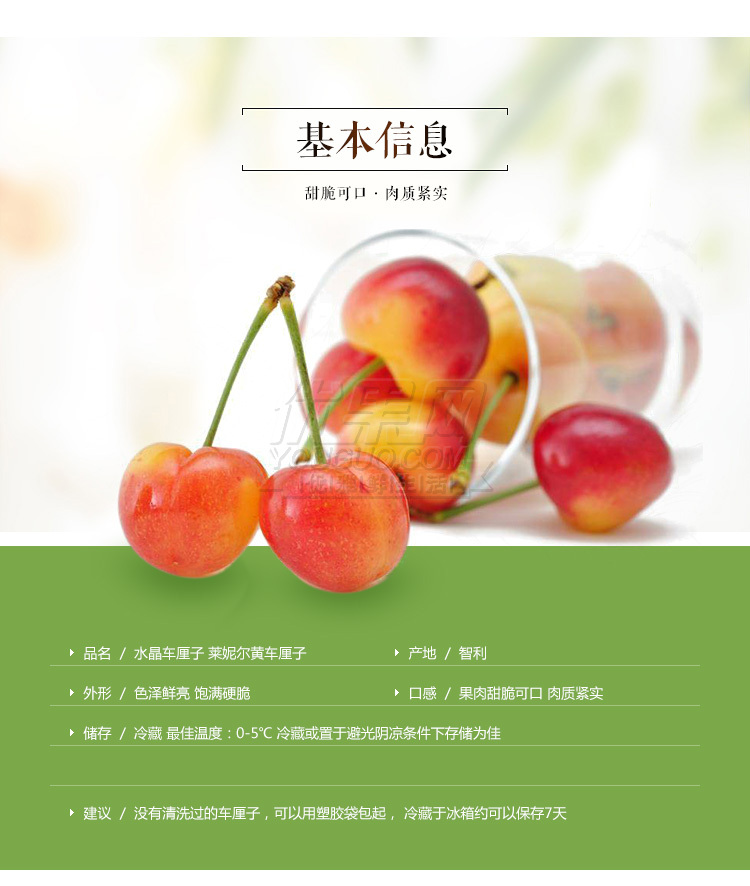 基本信息
甜脆可口 · 肉质紧实
优果网
YOUGUO.COM
品名 / 水晶车厘子 莱妮尔黄车厘子
产地 / 智利
外形 / 色泽鲜亮 饱满硬脆
口感 / 果肉甜脆可口 肉质紧实
储存 / 冷藏 最佳温度：0-5℃ 冷藏或置于避光阴凉条件下存储为佳
建议 / 没有清洗过的车厘子，可以用塑胶袋包起， 冷藏于冰箱约可以保存7天